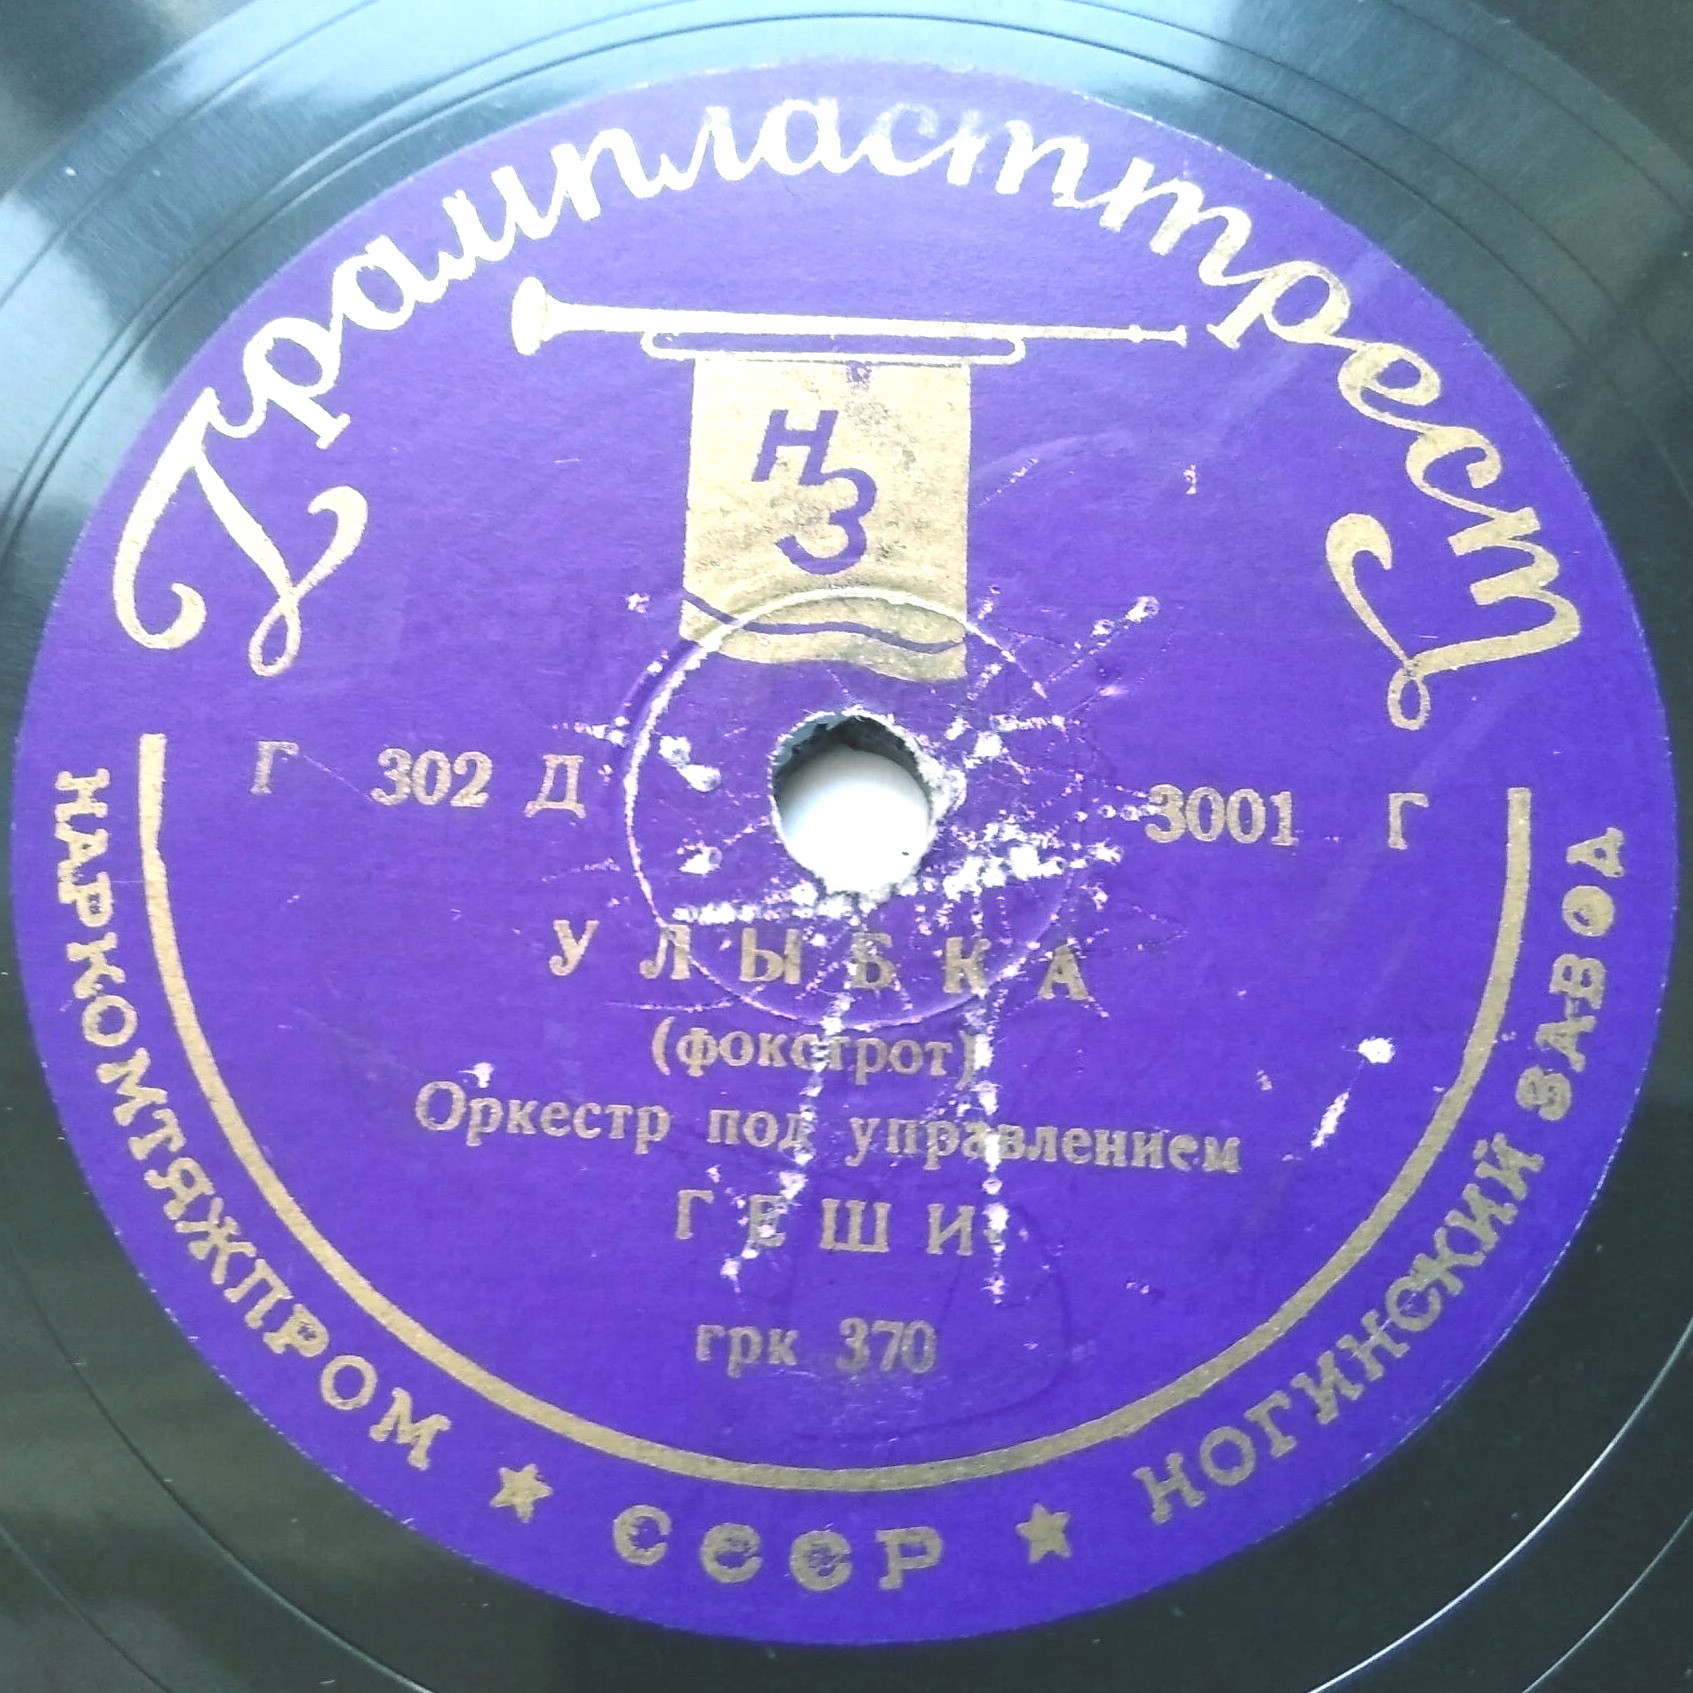 Грампласттрест
НЗ
Г 302 Д 3001 Г
УЛЫБКА
(фокстрот)
Оркестр под управлением
ГЕШИ
грк 370
НАРКОМТЯЖПРОМ ★ СССР ★ НОГИНСКИЙ ЗАВОД